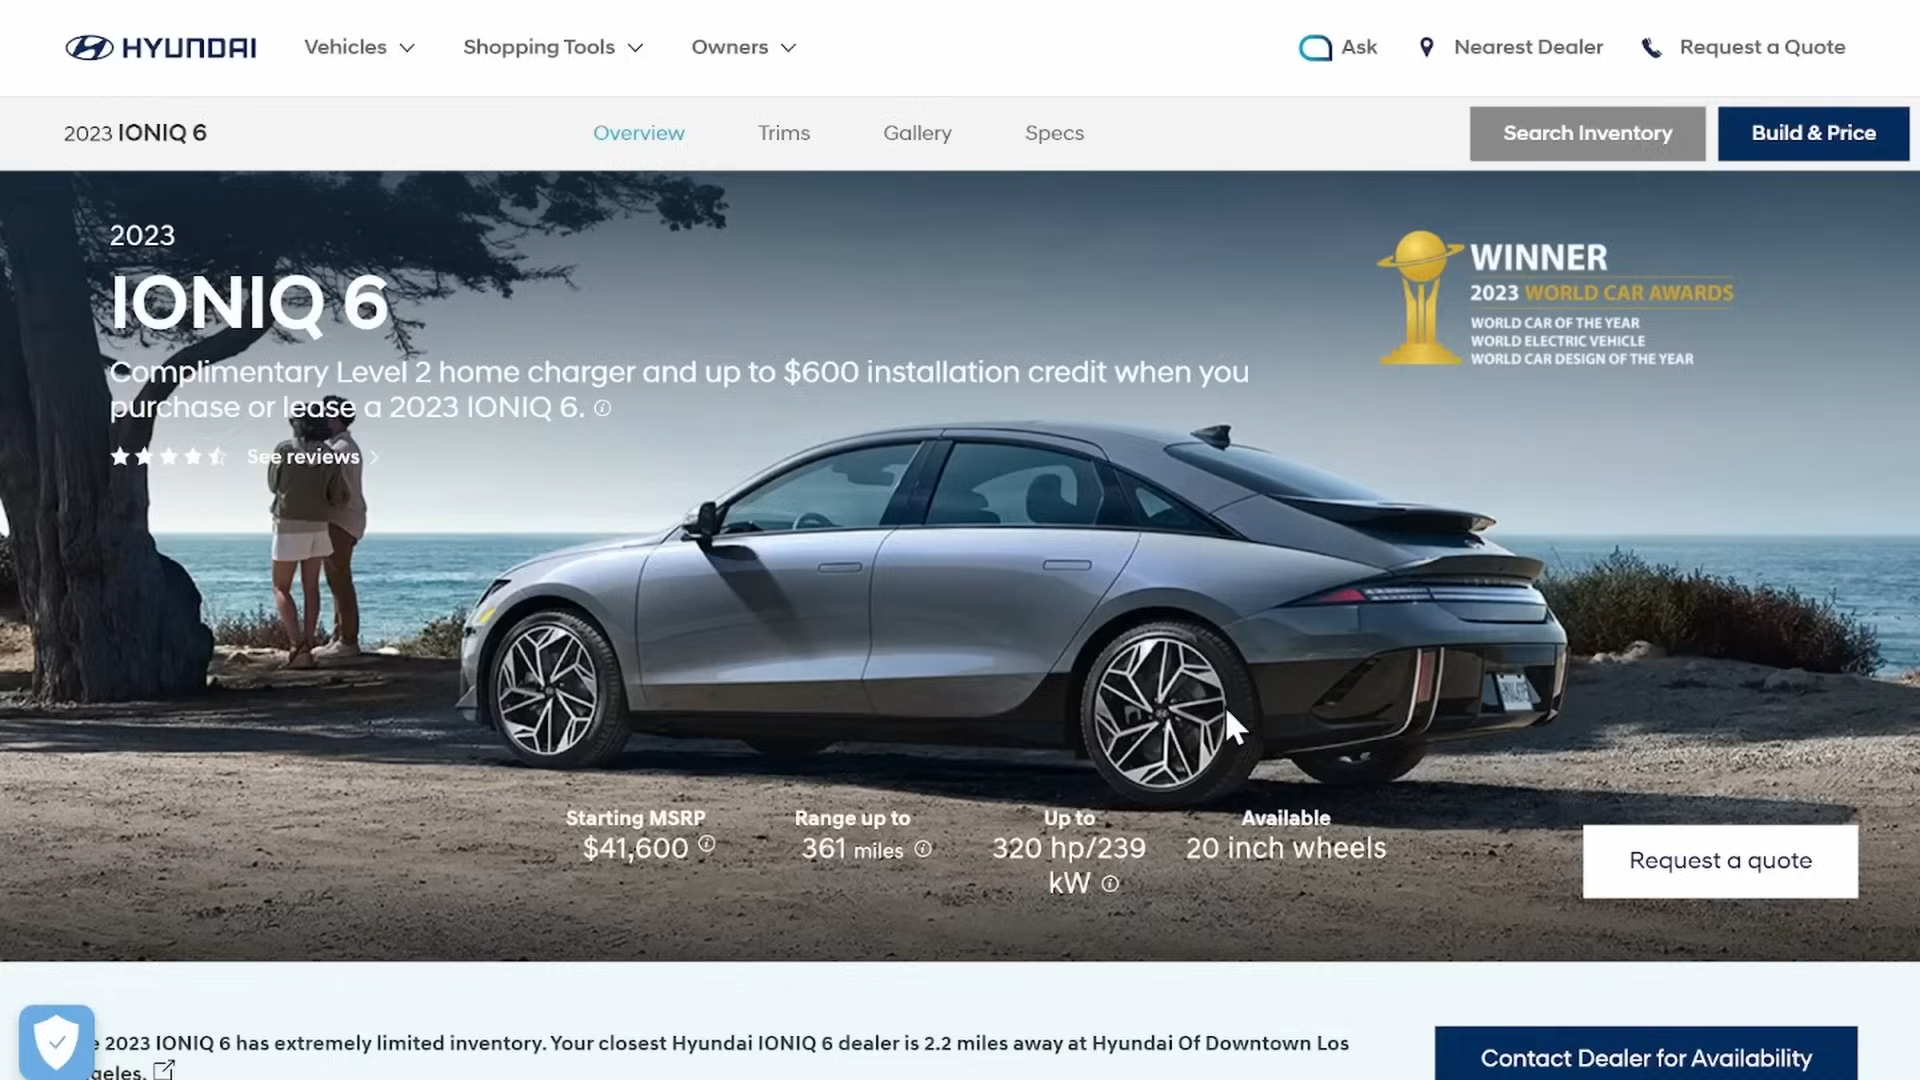 HYUNDAI
Vehicles
Shopping Tools
Owners
Ask
Nearest Dealer
Request a Quote
2023 IONIQ 6
Overview
Trims
Gallery
Specs
Search Inventory
Build & Price
2023
IONIQ 6
Complimentary Level 2 home charger and up to $600 installation credit when you
purchase or lease a 2023 IONIQ 6.
See reviews
WINNER
2023 WORLD CAR AWARDS
WORLD CAR OF THE YEAR
WORLD ELECTRIC VEHICLE
WORLD CAR DESIGN OF THE YEAR
Starting MSRP
$41,600
Range up to
361 miles
Up to
320 hp/239
kW
Available
20 inch wheels
Request a quote
2023 IONIQ 6 has extremely limited inventory. Your closest Hyundai IONIQ 6 dealer is 2.2 miles away at Hyundai Of Downtown Los
geles.
Contact Dealer for Availability